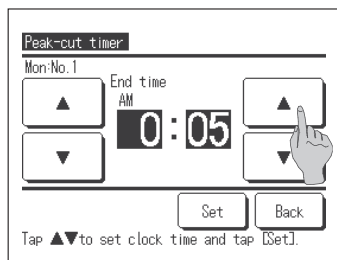 Peak-cut timer
Mon:No.1
End time
AM
0:05
Set
Back
Tap ▲▼to set clock time and tap [Set].